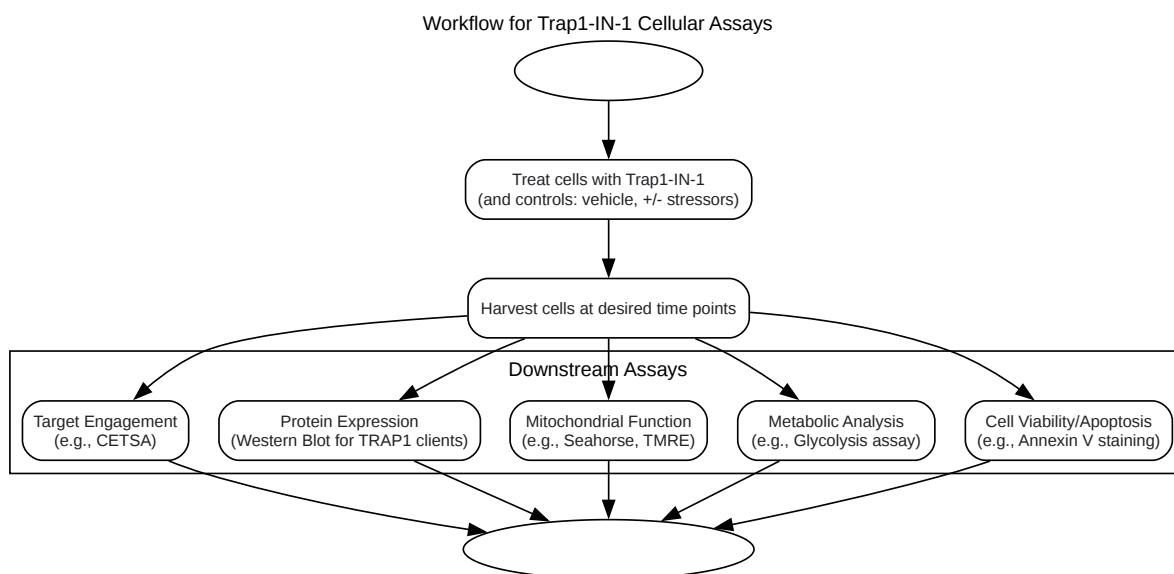 Workflow for Trap1-IN-1 Cellular Assays
Treat cells with Trap1-IN-1
(and controls: vehicle, +/- stressors)
Harvest cells at desired time points
Downstream Assays
Target Engagement
(e.g., CETSA)
Protein Expression
(Western Blot for TRAP1 clients)
Mitochondrial Function
(e.g., Seahorse, TMRE)
Metabolic Analysis
(e.g., Glycolysis assay)
Cell Viability/Apoptosis
(e.g., Annexin V staining)